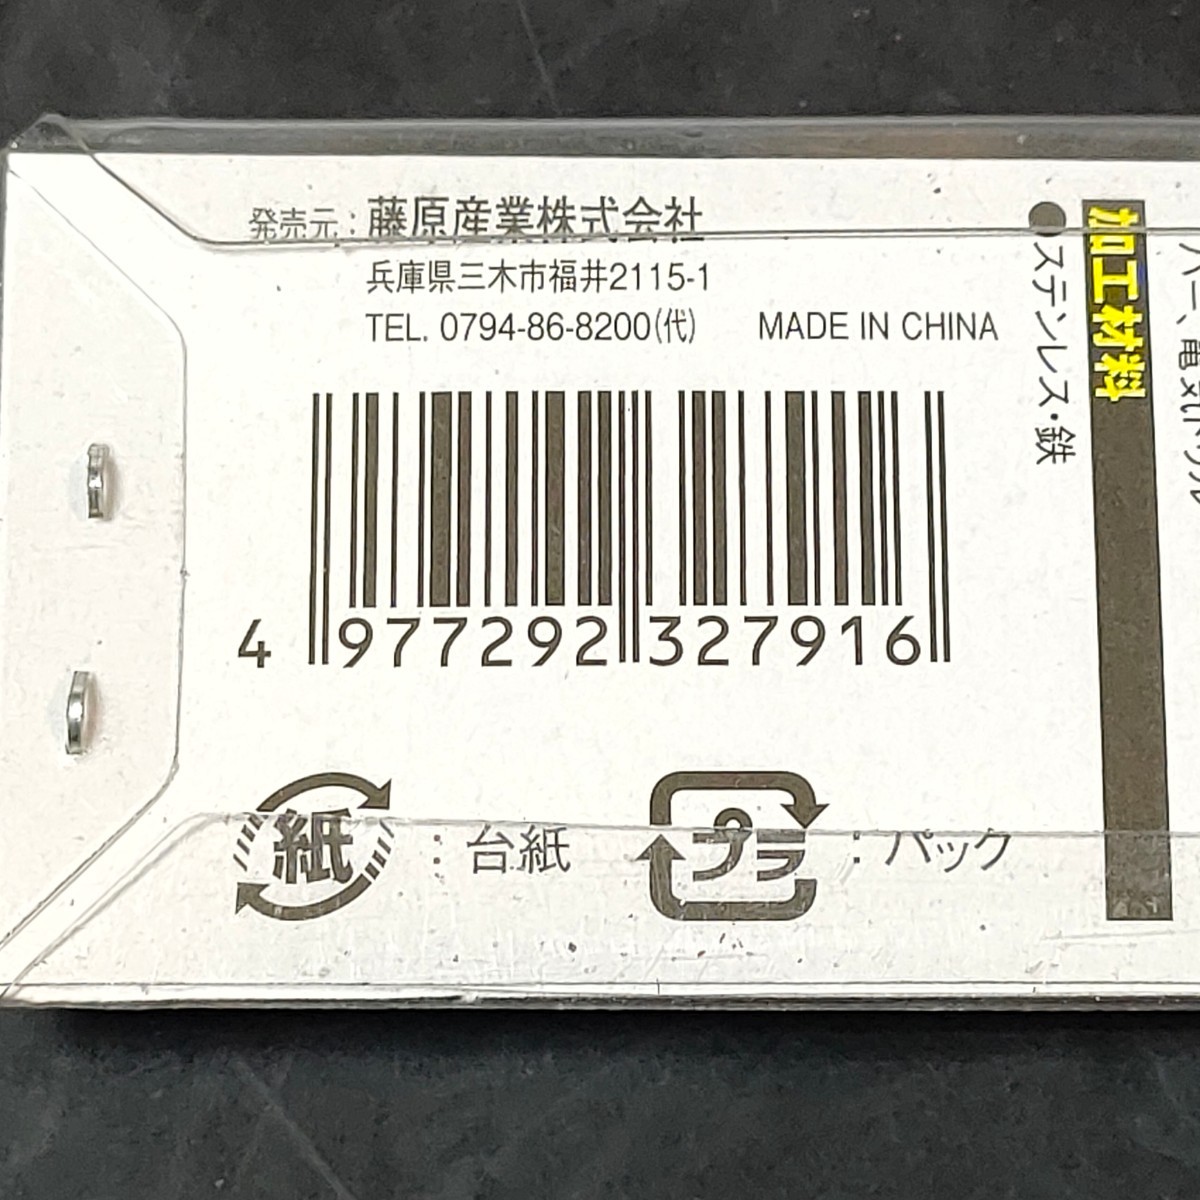 発売元:藤原産業株式会社
兵庫県三木市福井2115-1
TEL. 0794-86-8200(代) MADE IN CHINA
4 977292 327916
紙 : 台紙
プラ : パック
加工材料
●ステンレス・鉄